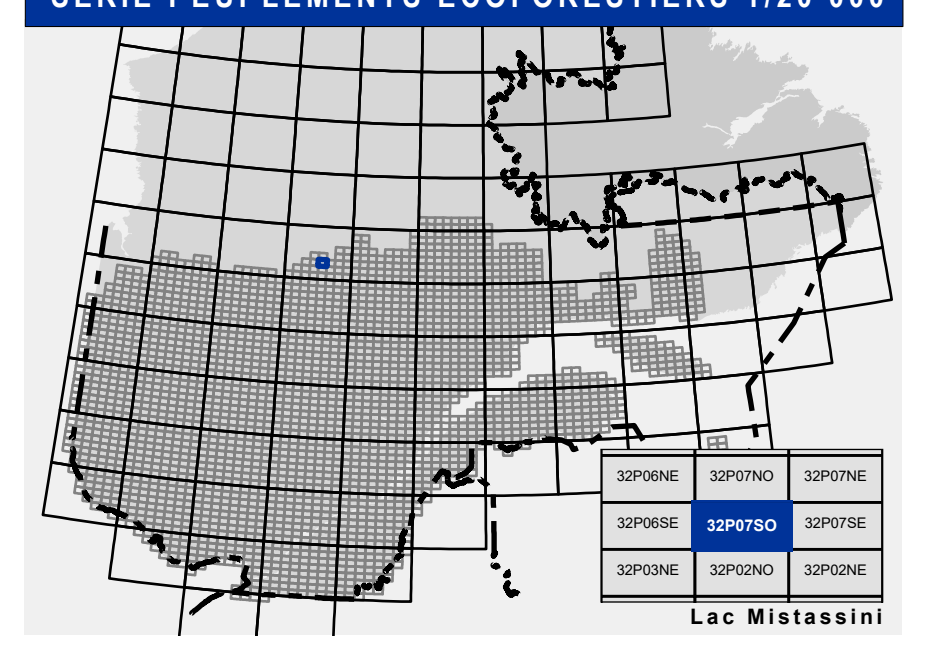 SÉRIE PEUPLEMENTS ÉCOFORESTIERS 1/20 000
32P06NE 32P07NO 32P07NE
32P06SE 32P07SO 32P07SE
32P03NE 32P02NO 32P02NE
Lac Mistassini